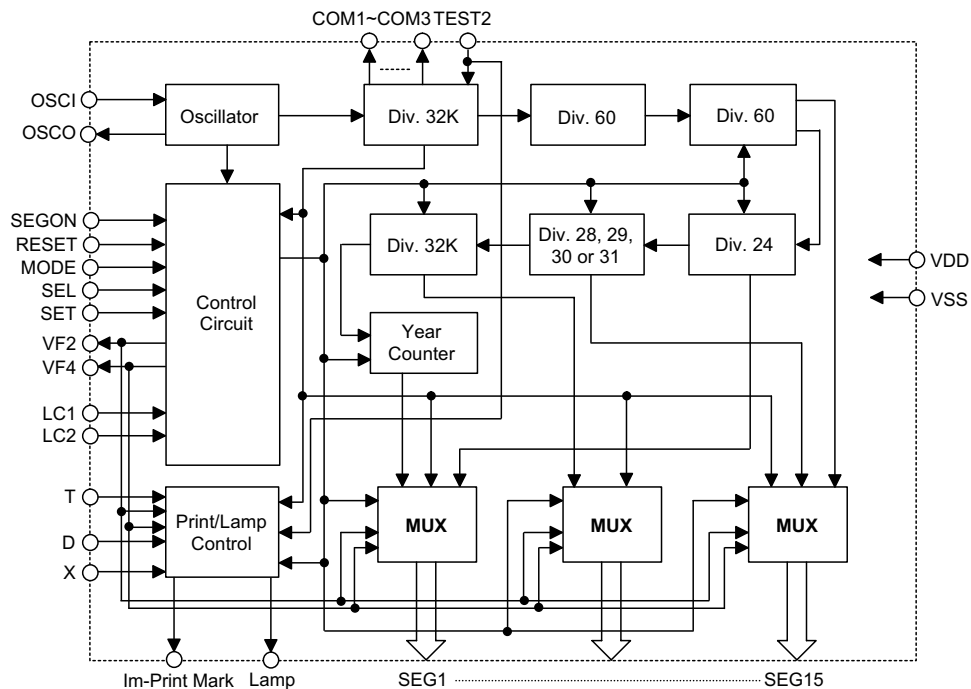 COM1~COM3 TEST2
OSCI
OSCO
Oscillator
Div. 32K
Div. 60
Div. 60
SEGON
RESET
MODE
SEL
SET
VF2
VF4
LC1
LC2
Control
Circuit
Div. 32K
Div. 28, 29,
30 or 31
Div. 24
VDD
VSS
Year
Counter
T
D
X
Print/Lamp
Control
MUX
MUX
MUX
Im-Print Mark
Lamp
SEG1
SEG15